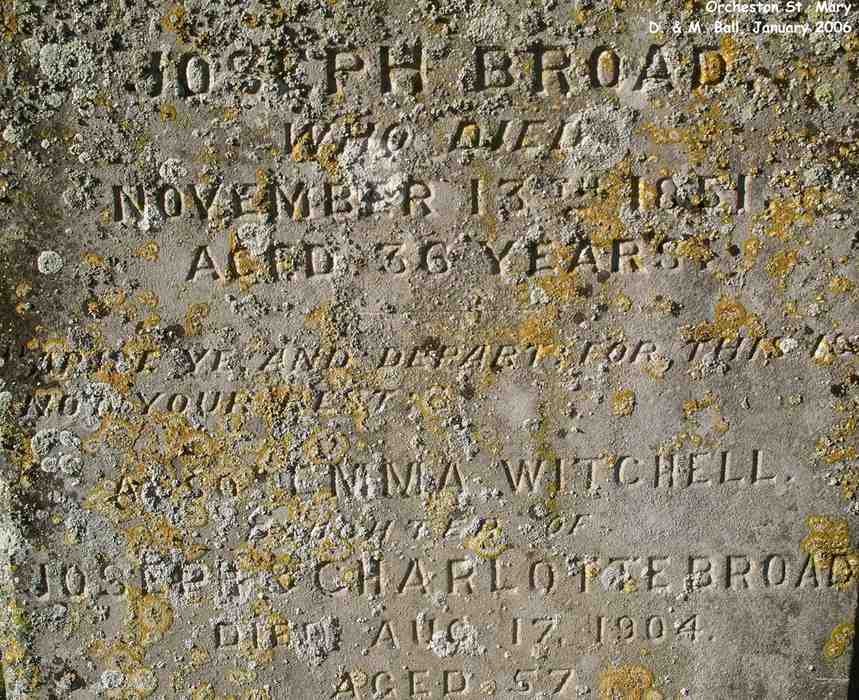 Orcheston St. Mary
D. & M. Ball, January 2006
JOSEPH BROAD
WHO DIED
NOVEMBER 13TH 1851.
AGED 36 YEARS
"ARISE YE AND DEPART FOR, THIS IS
NOT YOUR REST
ALSO EMMA WITCHELL.
DAUGHTER OF
JOSEPH & CHARLOTTE BROAD
DIED AUG. 17, 1904.
AGED 57